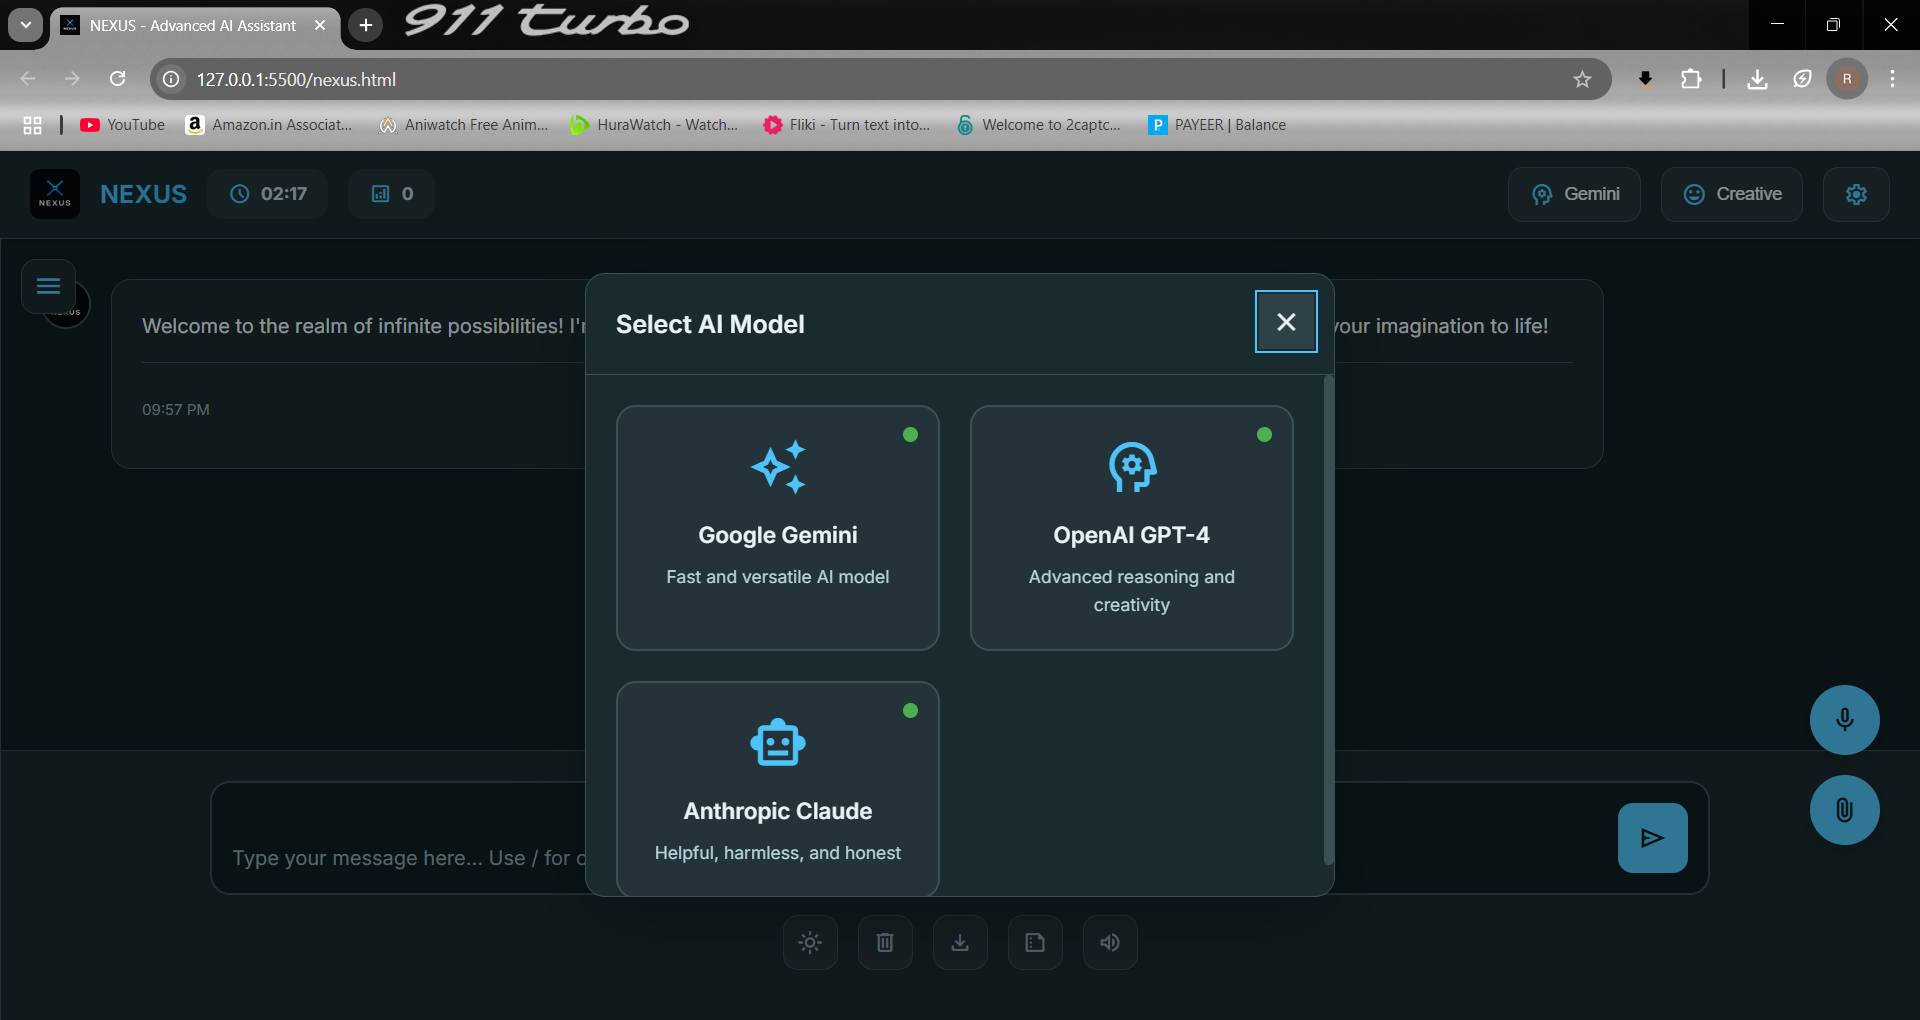 NEXUS - Advanced AI Assistant
911 turbo
127.0.0.1:5500/nexus.html
R
YouTube
Amazon.in Associat...
Aniwatch Free Anim...
HuraWatch - Watch...
Fliki - Turn text into...
Welcome to 2captc...
PAYEER | Balance
NEXUS
NEXUS
02:17
0
Gemini
Creative
Welcome to the realm of infinite possibilities!
your imagination to life!
09:57 PM
Select AI Model
Google Gemini
Fast and versatile AI model
OpenAI GPT-4
Advanced reasoning and
creativity
Anthropic Claude
Helpful, harmless, and honest
Type your message here... Use / for